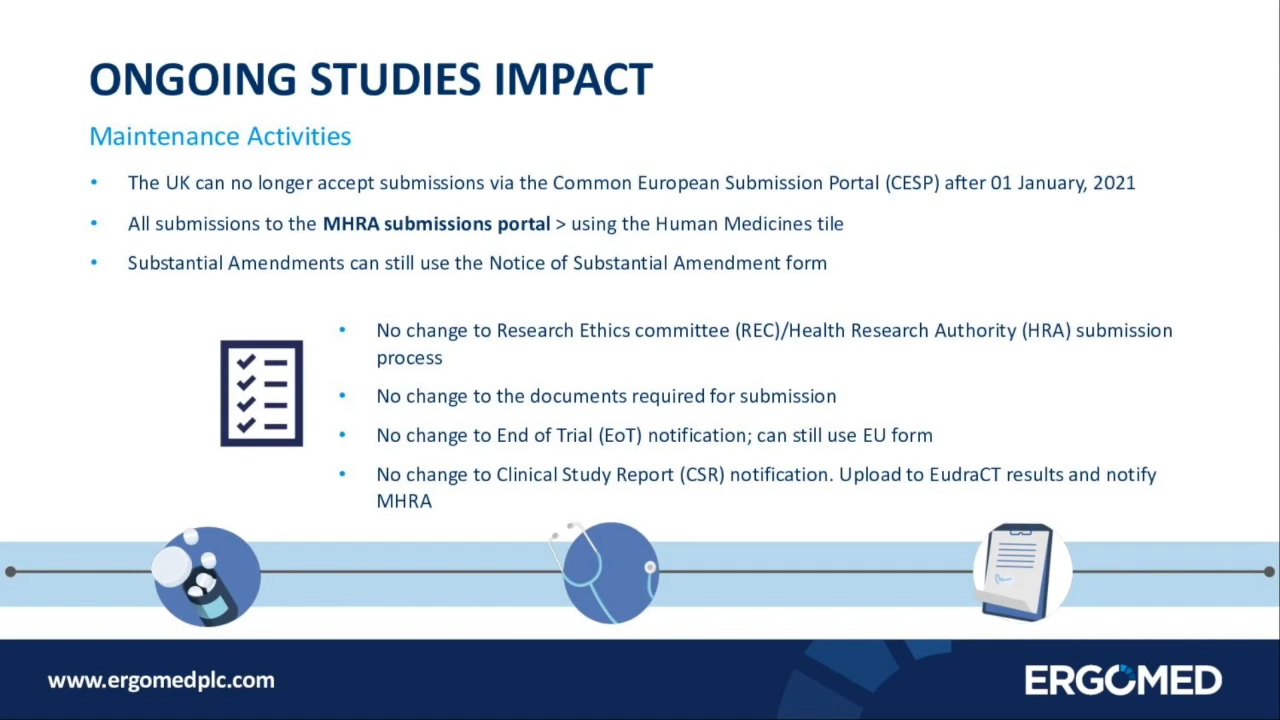 ONGOING STUDIES IMPACT
Maintenance Activities
• The UK can no longer accept submissions via the Common European Submission Portal (CESP) after 01 January, 2021
• All submissions to the MHRA submissions portal > using the Human Medicines tile
• Substantial Amendments can still use the Notice of Substantial Amendment form
• No change to Research Ethics committee (REC)/Health Research Authority (HRA) submission
process
• No change to the documents required for submission
• No change to End of Trial (EoT) notification; can still use EU form
• No change to Clinical Study Report (CSR) notification. Upload to EudraCT results and notify
MHRA
www.ergomedplc.com
ERGOMED